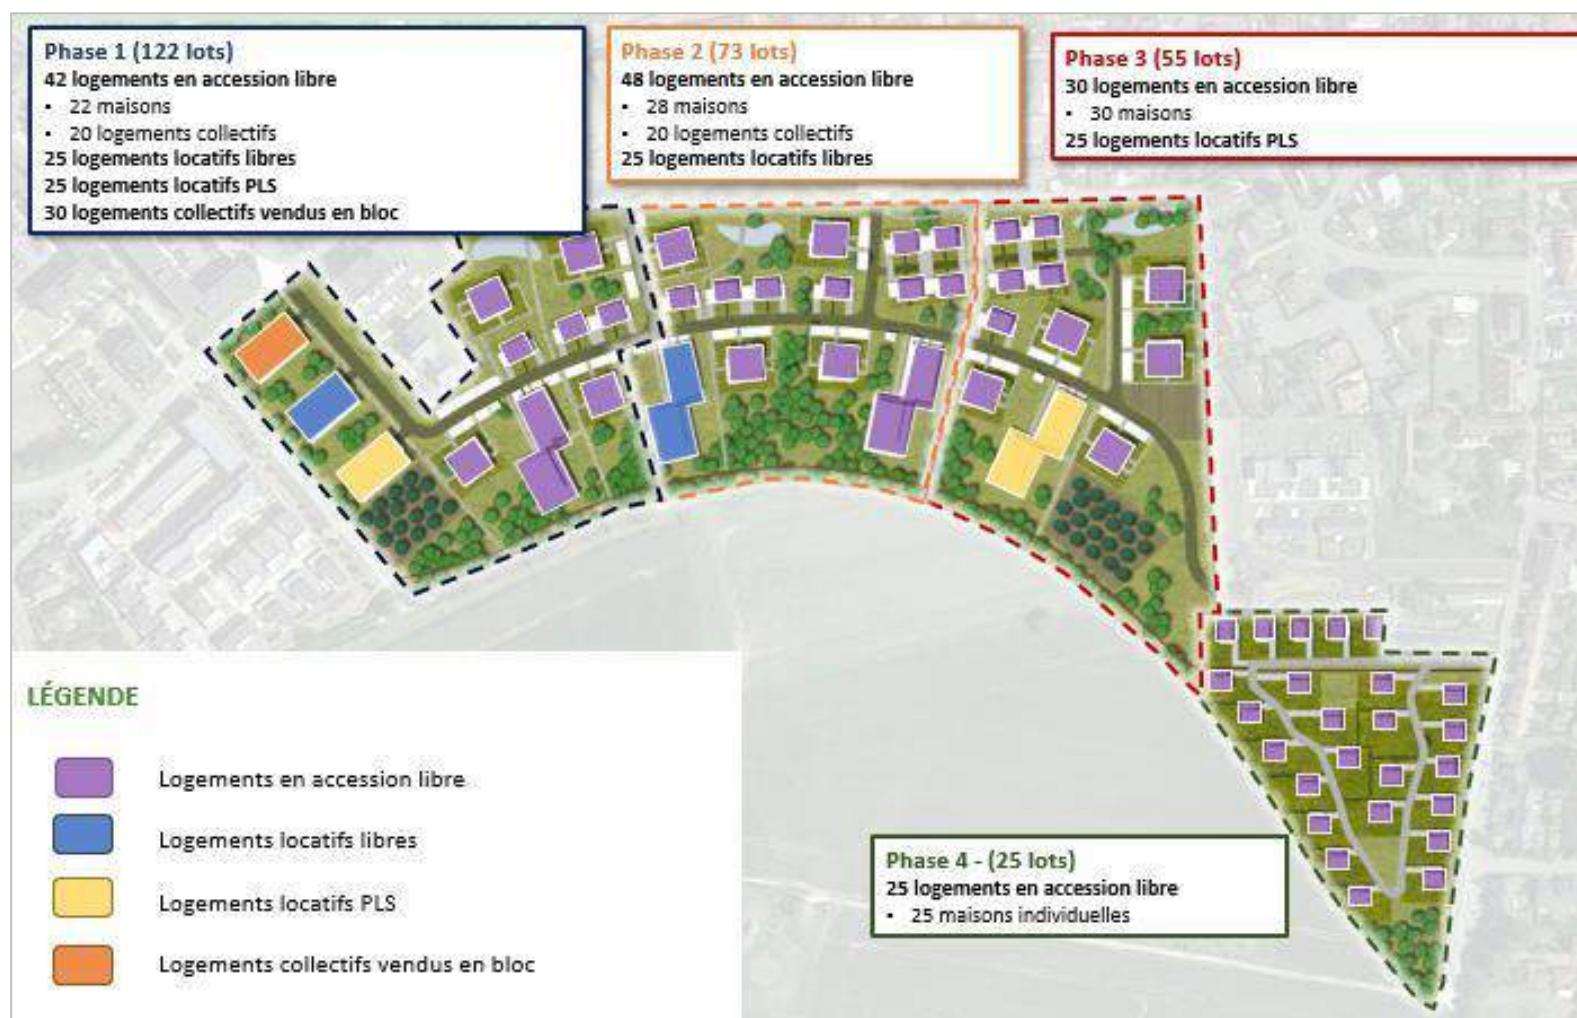 Phase 1 (122 lots)
42 logements en accession libre
▪ 22 maisons
▪ 20 logements collectifs
25 logements locatifs libres
25 logements locatifs PLS
30 logements collectifs vendus en bloc
Phase 2 (73 lots)
48 logements en accession libre
▪ 28 maisons
▪ 20 logements collectifs
25 logements locatifs libres
Phase 3 (55 lots)
30 logements en accession libre
▪ 30 maisons
25 logements locatifs PLS
Phase 4 - (25 lots)
25 logements en accession libre
▪ 25 maisons individuelles
LÉGENDE
Logements en accession libre
Logements locatifs libres
Logements locatifs PLS
Logements collectifs vendus en bloc